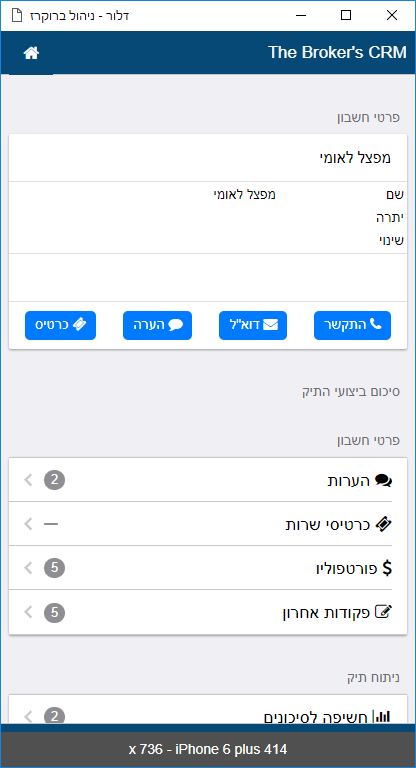 דלור - ניהול ברוקרז
The Broker's CRM
פרטי חשבון
מפצל לאומי
שם מפצל לאומי
יתרה
שינוי
התקשר דוא"ל הערה כרטיס
סיכום ביצועי התיק
פרטי חשבון
הערות 2
כרטיסי שרות —
פורטפוליו 5
פקודות אחרון 5
ניתוח תיק
חשיפה לסיכונים 2
x 736 - iPhone 6 plus 414